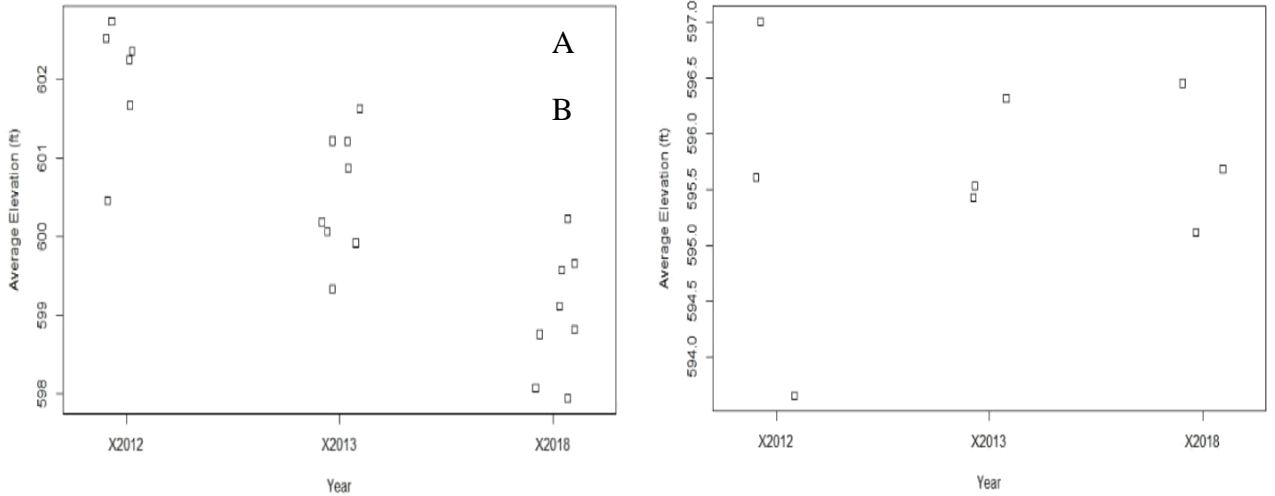 A
B
Average Elevation (ft)
602
601
600
599
598
X2012 X2013 X2018
Year
Average Elevation (ft)
597.0
596.5
596.0
595.5
595.0
594.5
594.0
X2012 X2013 X2018
Year